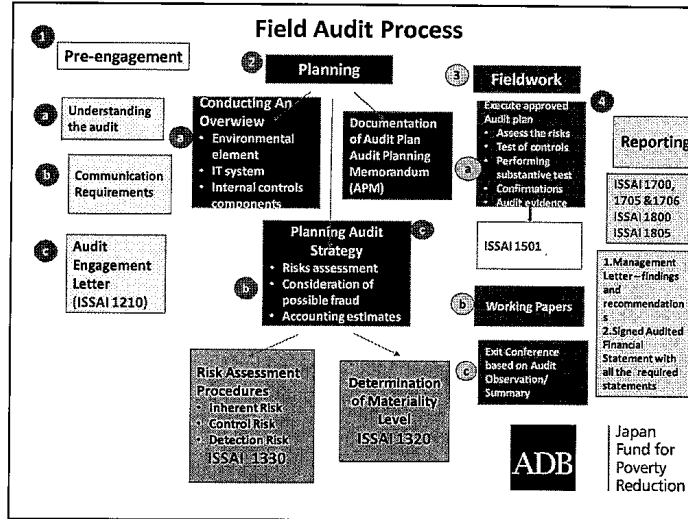 Field Audit Process
1
Pre-engagement
a
Understanding
the audit
b
Communication
Requirements
c
Audit
Engagement
Letter
(ISSAI 1210)
2
Planning
a
Conducting An
Overwiew
• Environmental
element
• IT system
• Internal controls
components
Documentation
of Audit Plan
Audit Planning
Memorandum
(APM)
c
Planning Audit
Strategy
• Risks assessment
• Consideration of
possible fraud
• Accounting estimates
b
Risk Assessment
Procedures
• Inherent Risk
• Control Risk
• Detection Risk
ISSAI 1330
Determination
of Materiality
Level
ISSAI 1320
3
Fieldwork
Execute approved
Audit plan
• Assess the risks
• Test of controls
• Performing
substantive test
• Confirmations
• Audit evidence
a
ISSAI 1501
b
Working Papers
c
Exit Conference
based on Audit
Observation/
Summary
4
Reporting
ISSAI 1700,
1705 &1706
ISSAI 1800
ISSAI 1805
1.Management
Letter – findings
and
recommendation
s
2.Signed Audited
Financial
Statement with
all the required
statements
ADB
Japan
Fund for
Poverty
Reduction